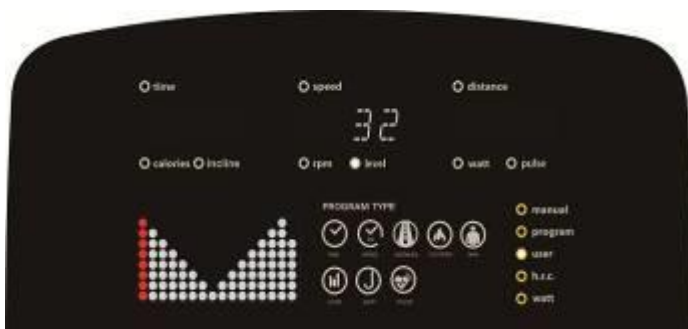 time speed distance
32
calories incline rpm level watt pulse
PROGRAM TYPE
manual
program
user
h.r.c.
watt